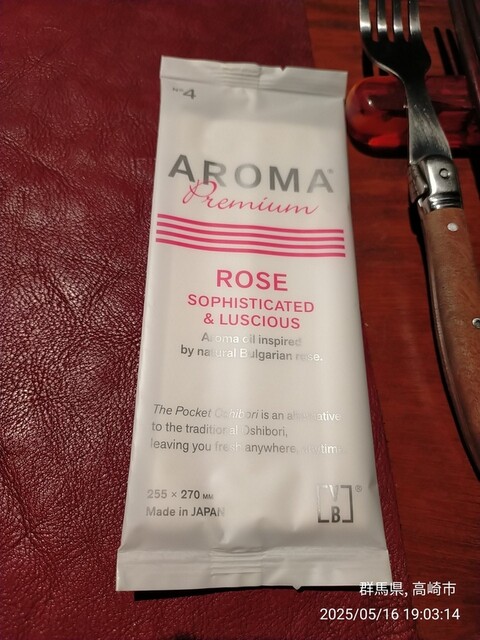 No 4
AROMA®
Premium
ROSE
SOPHISTICATED
& LUSCIOUS
Aroma oil inspired
by natural Bulgarian rose.
The Pocket Oshibori is an alternative
to the traditional Oshibori,
leaving you fresh anywhere, anytime.
255 × 270 MM
Made in JAPAN
VB®
群馬県, 高崎市
2025/05/16 19:03:14